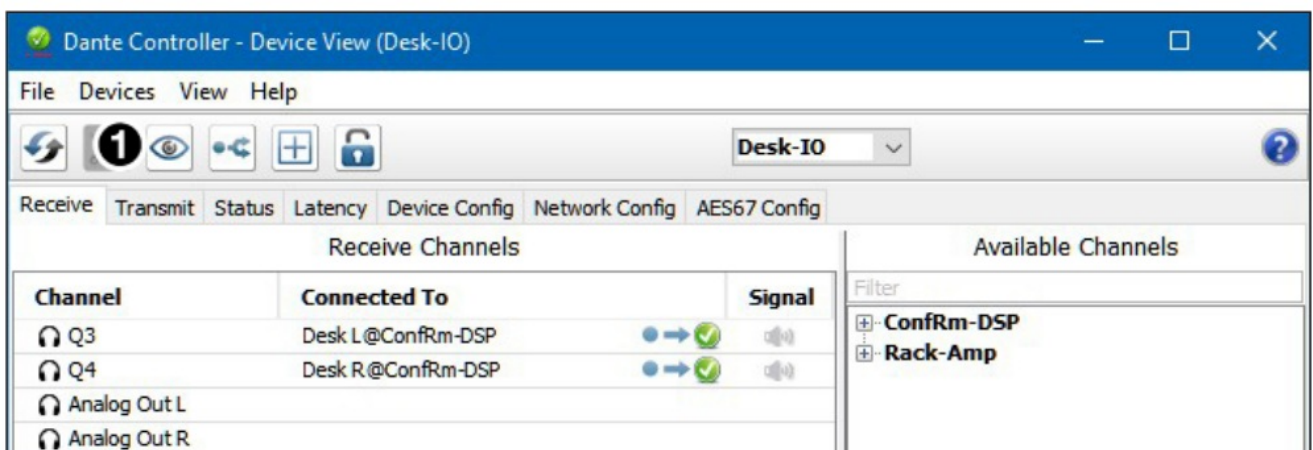 Dante Controller - Device View (Desk-IO)
File Devices View Help
1
Desk-IO
?
Receive Transmit Status Latency Device Config Network Config AES67 Config
Receive Channels
Available Channels
Filter
Channel Connected To Signal
Q3 Desk L@ConfRm-DSP
Q4 Desk R@ConfRm-DSP
Analog Out L
Analog Out R
ConfRm-DSP
Rack-Amp